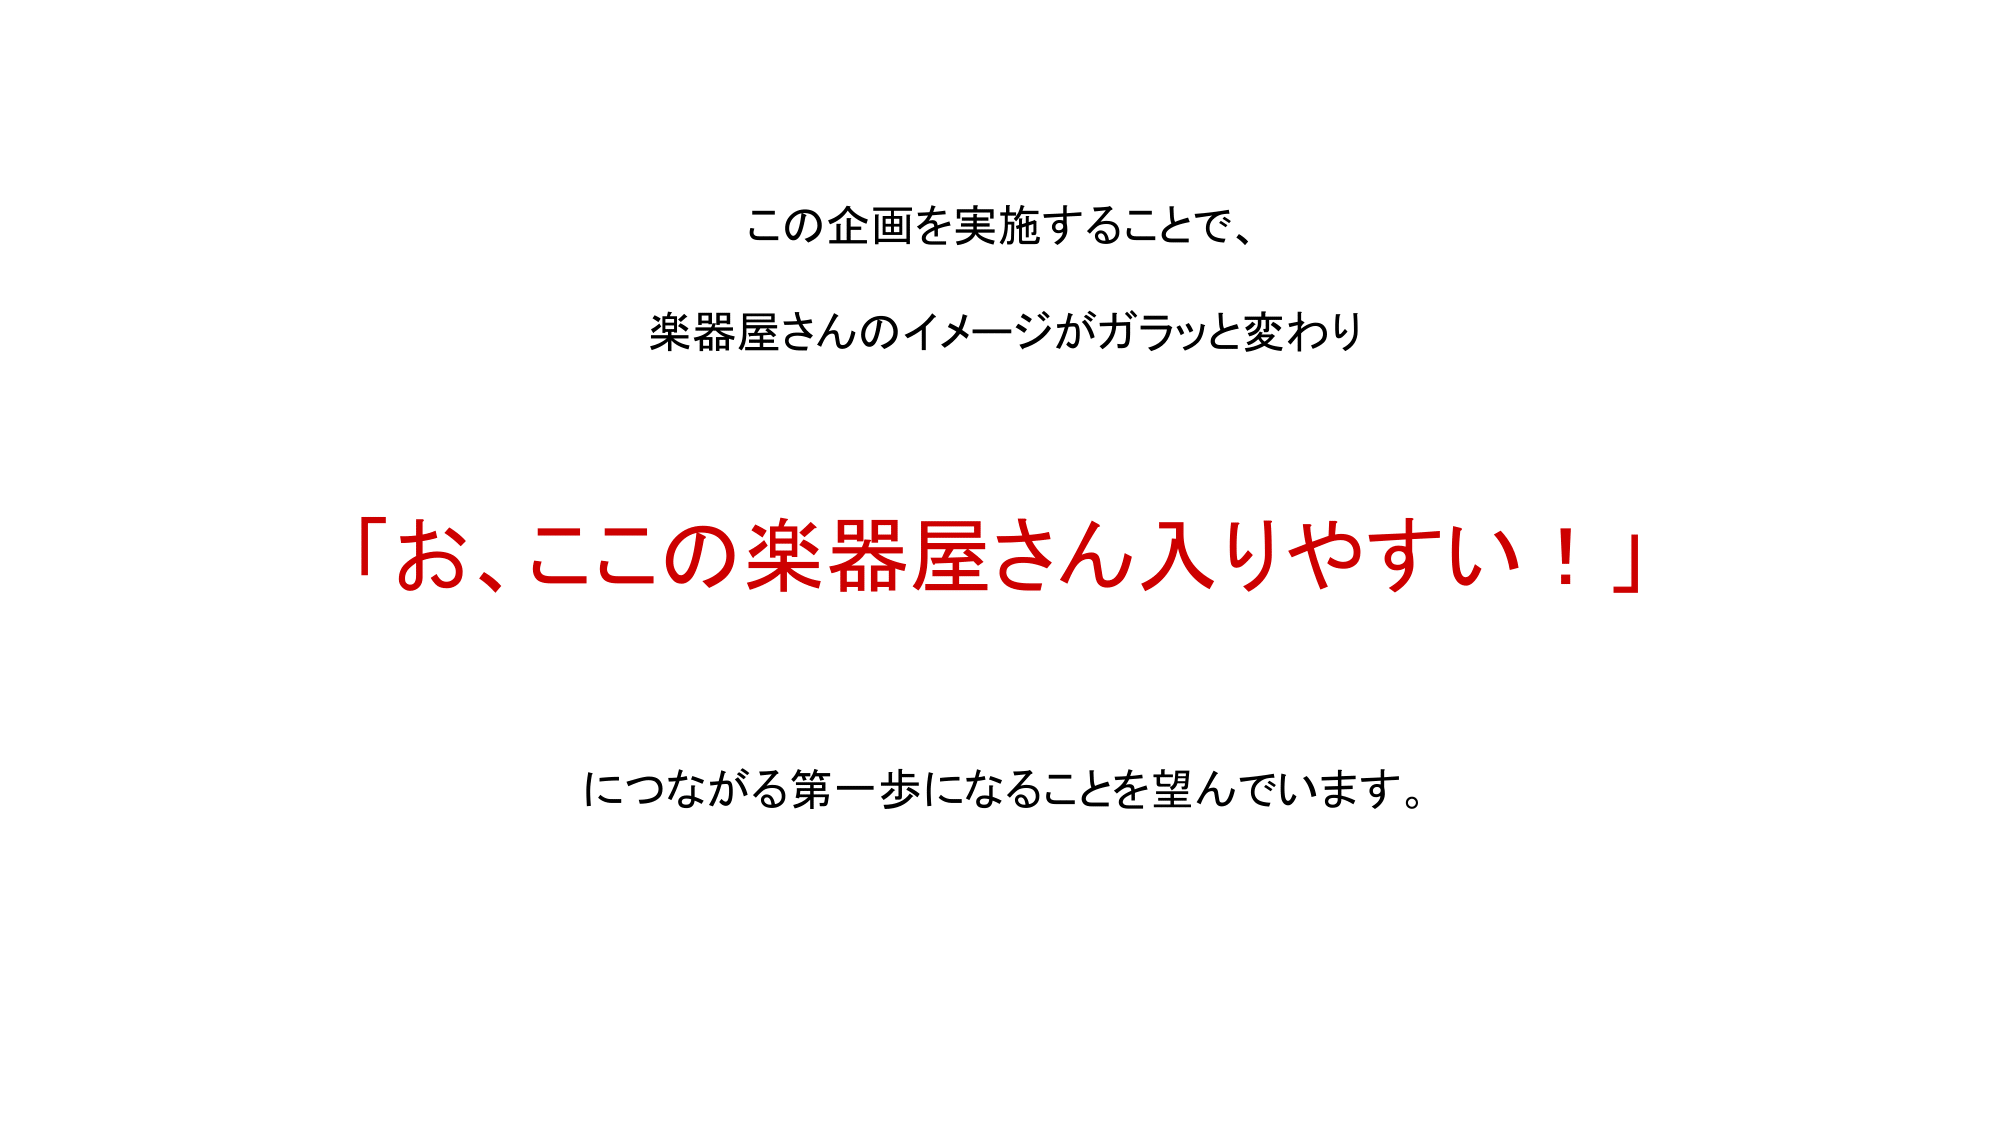 この企画を実施することで、
楽器屋さんのイメージがガラッと変わり
「お、ここの楽器屋さん入りやすい！」
につながる第一歩になることを望んでいます。